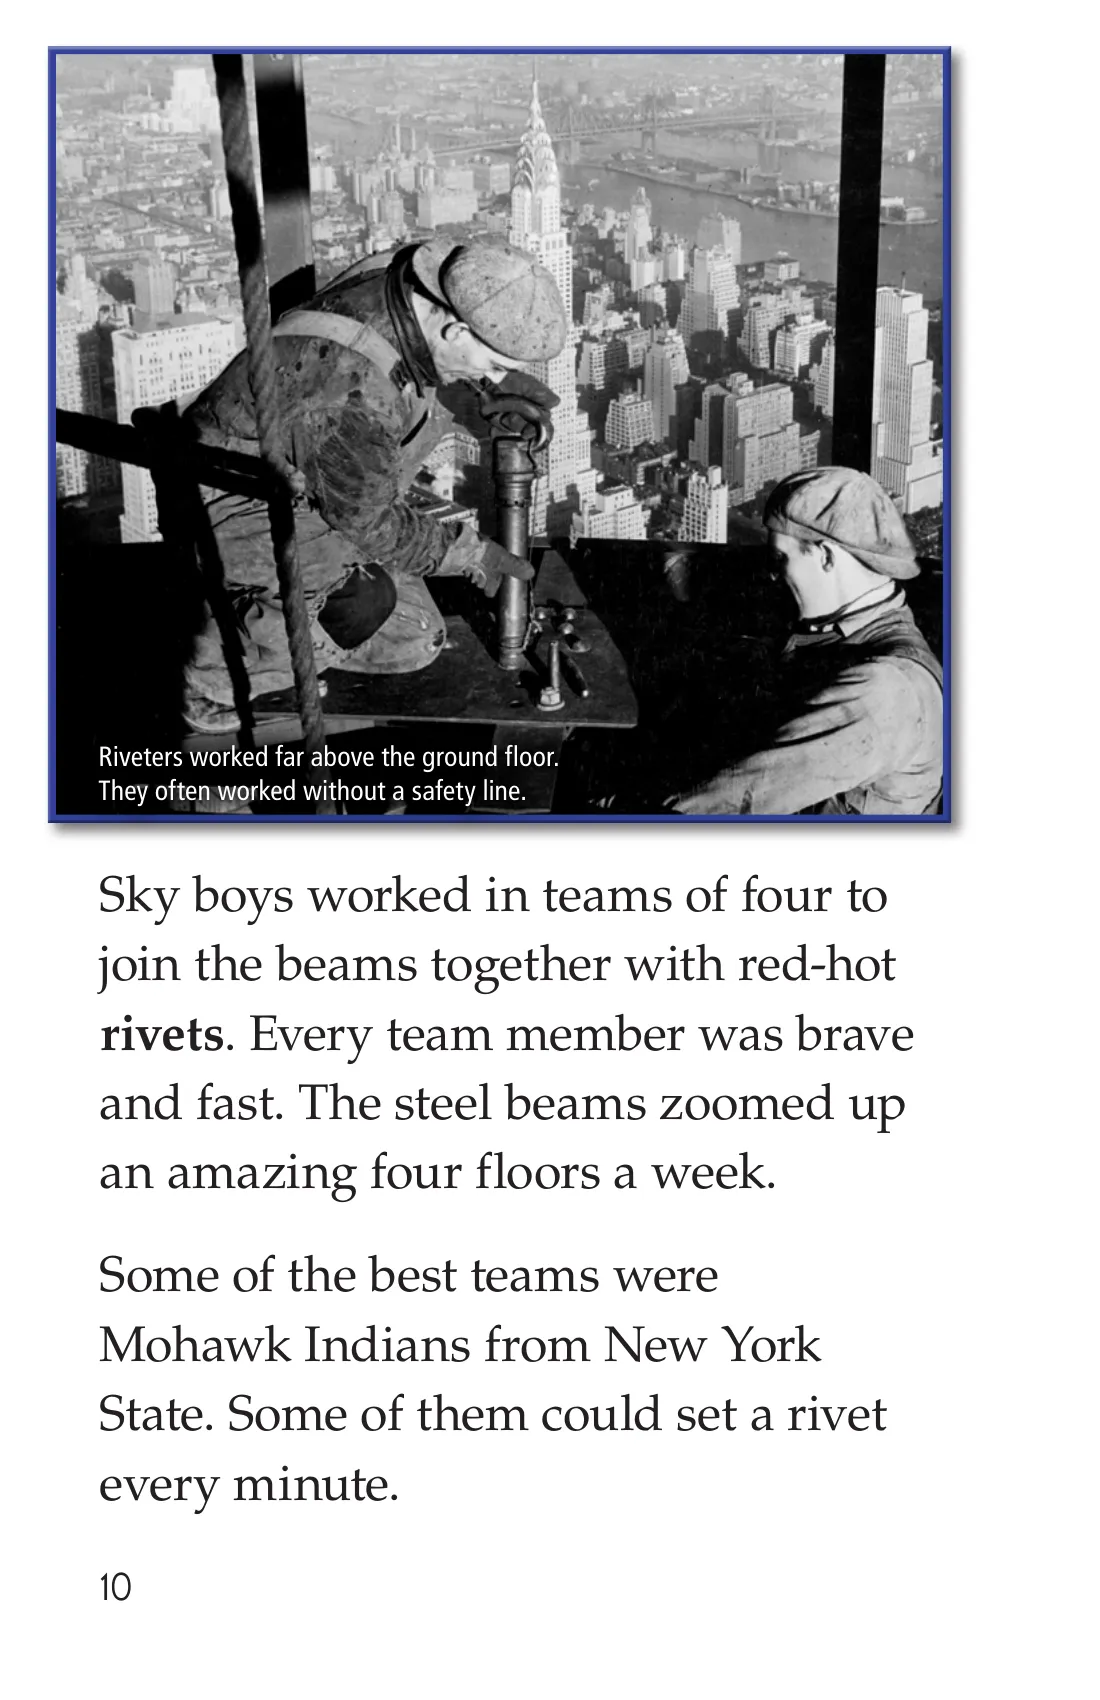 Riveters worked far above the ground floor.
They often worked without a safety line.
Sky boys worked in teams of four to
join the beams together with red-hot
rivets. Every team member was brave
and fast. The steel beams zoomed up
an amazing four floors a week.
Some of the best teams were
Mohawk Indians from New York
State. Some of them could set a rivet
every minute.
10